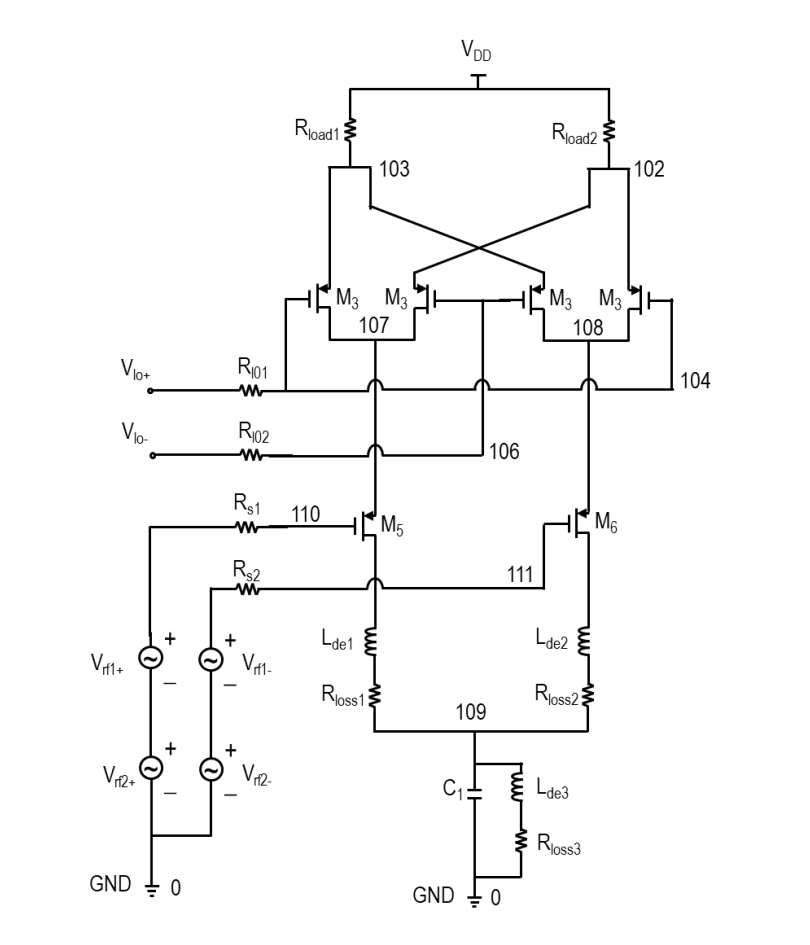 VDD
Rload1
Rload2
103
102
M3
M3
M3
M3
107
108
Vlo+
Rl01
104
Vlo-
Rl02
106
Rs1
110
M5
M6
Rs2
111
Lde1
Lde2
Vrf1+
+
–
+
–
Vrf1-
Rloss1
Rloss2
109
Vrf2+
+
–
+
–
Vrf2-
C1
Lde3
Rloss3
GND
0
GND
0